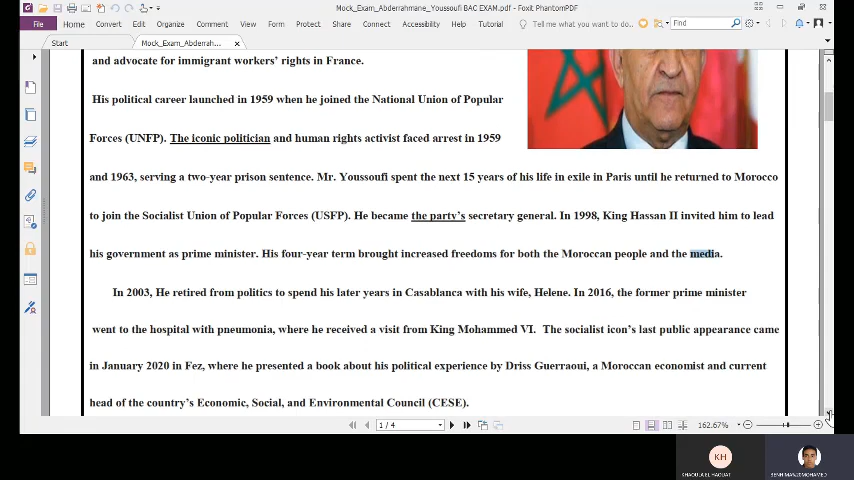 Mock_Exam_Abderrahmane_Youssoufi BAC EXAM.pdf - Foxit PhantomPDF
File Home Edit Organize Comment View Form Protect Share Connect Accessibility Help Tutorial Tell me what you want to do... Find
Start Mock_Exam_Abderrah...
and advocate for immigrant workers' rights in France.
His political career launched in 1959 when he joined the National Union of Popular
Forces (UNFP). The iconic politician and human rights activist faced arrest in 1959
and 1963, serving a two-year prison sentence. Mr. Youssoufi spent the next 15 years of his life in exile in Paris until he returned to Morocco
to join the Socialist Union of Popular Forces (USFP). He became the party's secretary general. In 1998, King Hassan II invited him to lead
his government as prime minister. His four-year term brought increased freedoms for both the Moroccan people and the media.
In 2003, He retired from politics to spend his later years in Casablanca with his wife, Helene. In 2016, the former prime minister
went to the hospital with pneumonia, where he received a visit from King Mohammed VI. The socialist icon's last public appearance came
in January 2020 in Fez, where he presented a book about his political experience by Driss Guerraoui, a Moroccan economist and current
head of the country's Economic, Social, and Environmental Council (CESE).
1 / 4 162.67%
KH
KHAOULA EL HAOUAT BENHIMANJJMOHAMED